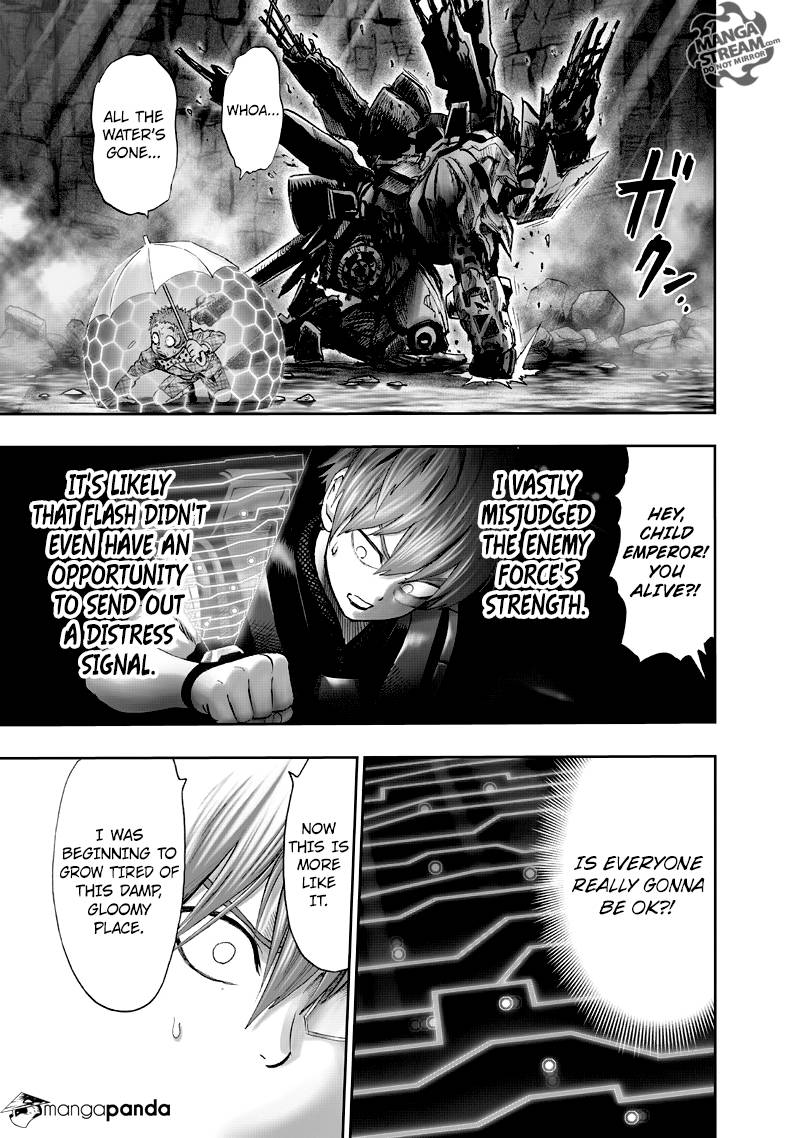 MANGA
STREAM.com
DO NOT MIRROR
WHOA...
ALL THE
WATER'S
GONE...
ガクン..
HEY,
CHILD
EMPEROR!
YOU
ALIVE?!
I VASTLY
MISJUDGED
THE ENEMY
FORCE'S
STRENGTH.
IT'S LIKELY
THAT FLASH DIDN'T
EVEN HAVE AN
OPPORTUNITY
TO SEND OUT
A DISTRESS
SIGNAL.
IS EVERYONE
REALLY GONNA
BE OK?!
NOW
THIS IS
MORE
LIKE
IT.
I WAS
BEGINNING TO
GROW TIRED OF
THIS DAMP,
GLOOMY
PLACE.
mangapanda